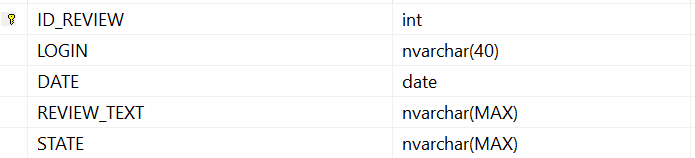 ID_REVIEW int
LOGIN nvarchar(40)
DATE date
REVIEW_TEXT nvarchar(MAX)
STATE nvarchar(MAX)